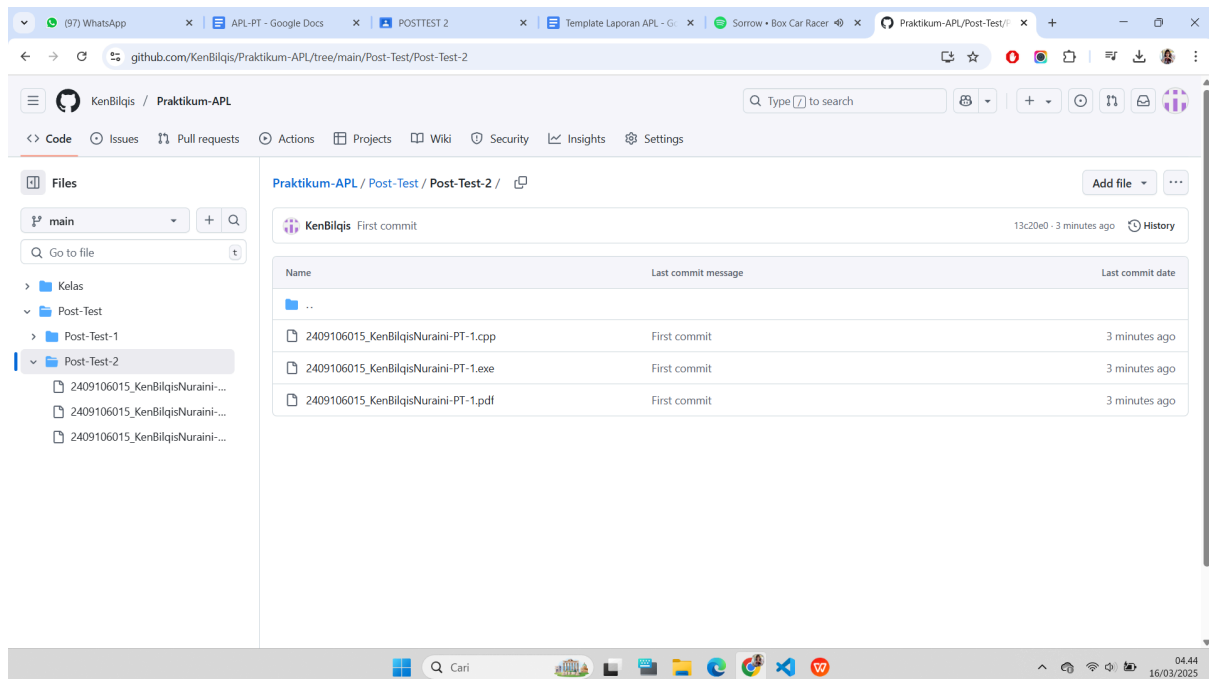 (97) WhatsApp
APL-PT - Google Docs
POSTTEST 2
Template Laporan APL - Go
Sorrow • Box Car Racer
Praktikum-APL/Post-Test/P
github.com/KenBilqis/Praktikum-APL/tree/main/Post-Test/Post-Test-2
KenBilqis / Praktikum-APL
Type / to search
Code Issues Pull requests Actions Projects Wiki Security Insights Settings
Files
main
Go to file t
Kelas
Post-Test
Post-Test-1
Post-Test-2
2409106015_KenBilqisNuraini-...
2409106015_KenBilqisNuraini-...
2409106015_KenBilqisNuraini-...
Praktikum-APL / Post-Test / Post-Test-2 /
Add file
KenBilqis First commit
13c20e0 · 3 minutes ago History
Name Last commit message Last commit date
..
2409106015_KenBilqisNuraini-PT-1.cpp First commit 3 minutes ago
2409106015_KenBilqisNuraini-PT-1.exe First commit 3 minutes ago
2409106015_KenBilqisNuraini-PT-1.pdf First commit 3 minutes ago
Cari
04.44
16/03/2025